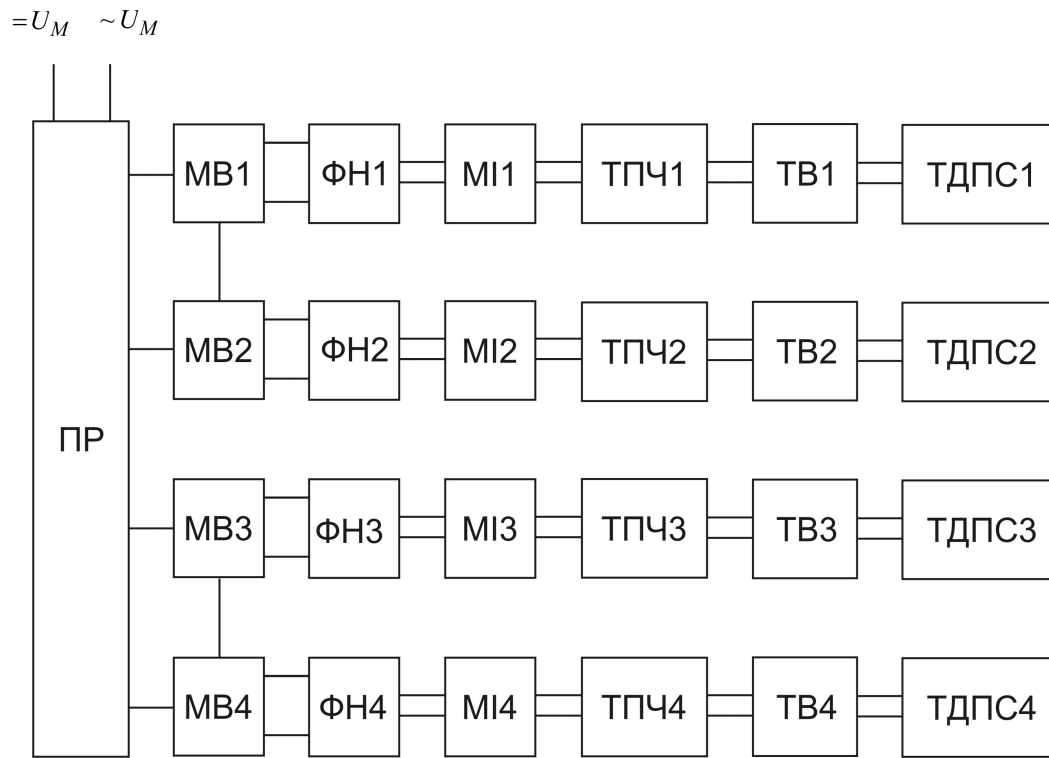 =U_M ~U_M
МВ1 ФН1 МІ1 ТПЧ1 ТВ1 ТДПС1
МВ2 ФН2 МІ2 ТПЧ2 ТВ2 ТДПС2
ПР
МВ3 ФН3 МІ3 ТПЧ3 ТВ3 ТДПС3
МВ4 ФН4 МІ4 ТПЧ4 ТВ4 ТДПС4